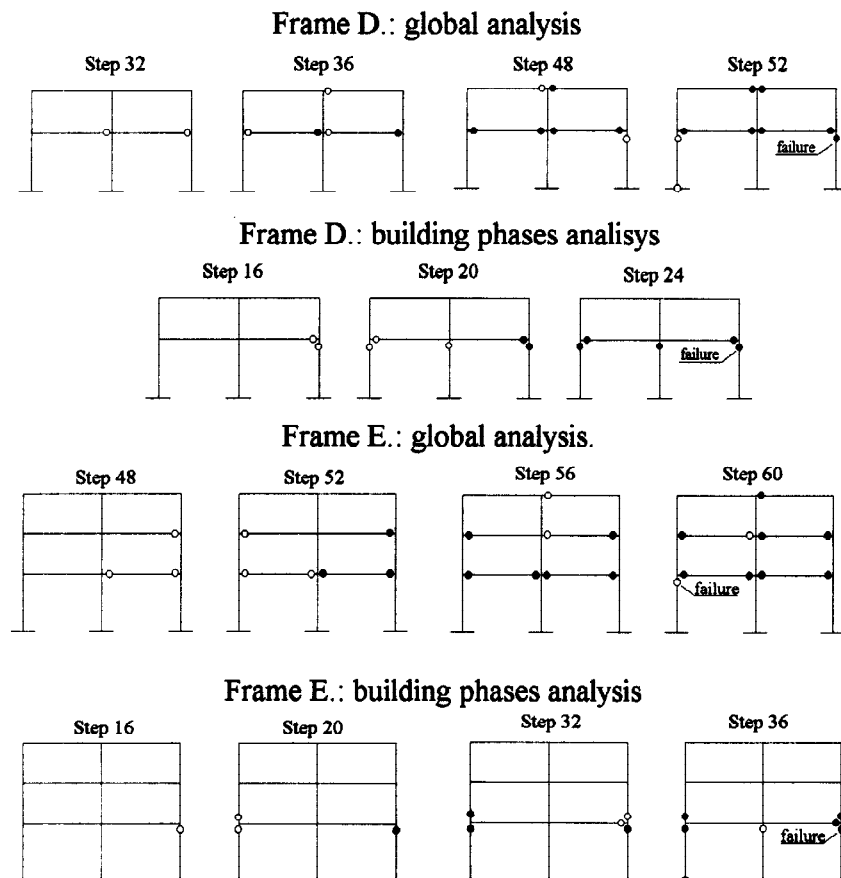 Frame D.: global analysis
Step 32 Step 36 Step 48 Step 52
failure
Frame D.: building phases analisys
Step 16 Step 20 Step 24
failure
Frame E.: global analysis.
Step 48 Step 52 Step 56 Step 60
failure
Frame E.: building phases analysis
Step 16 Step 20 Step 32 Step 36
failure